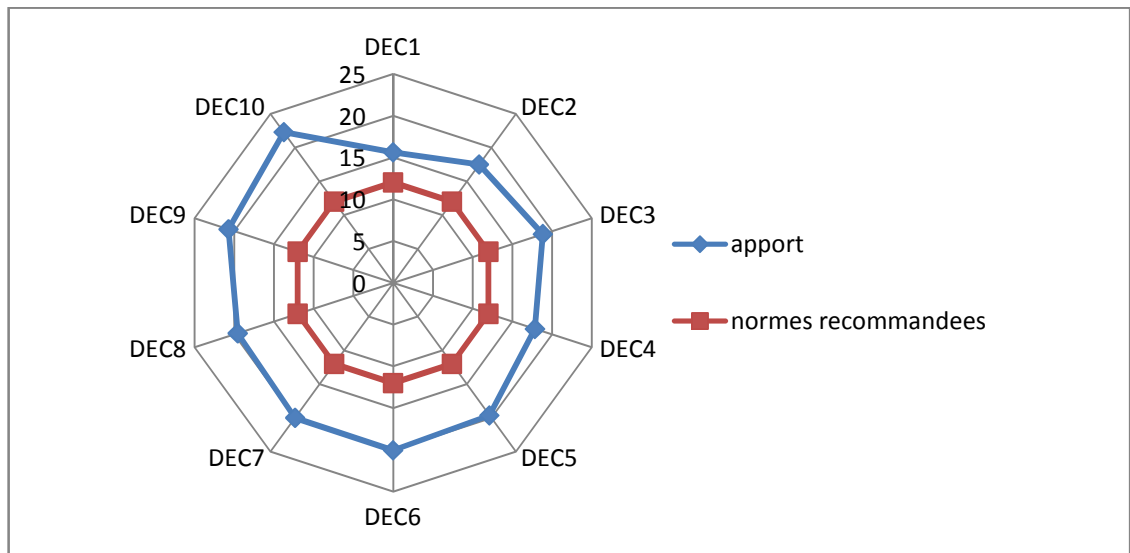 DEC1
DEC2
DEC3
DEC4
DEC5
DEC6
DEC7
DEC8
DEC9
DEC10
25
20
15
10
5
0
apport
normes recommandees